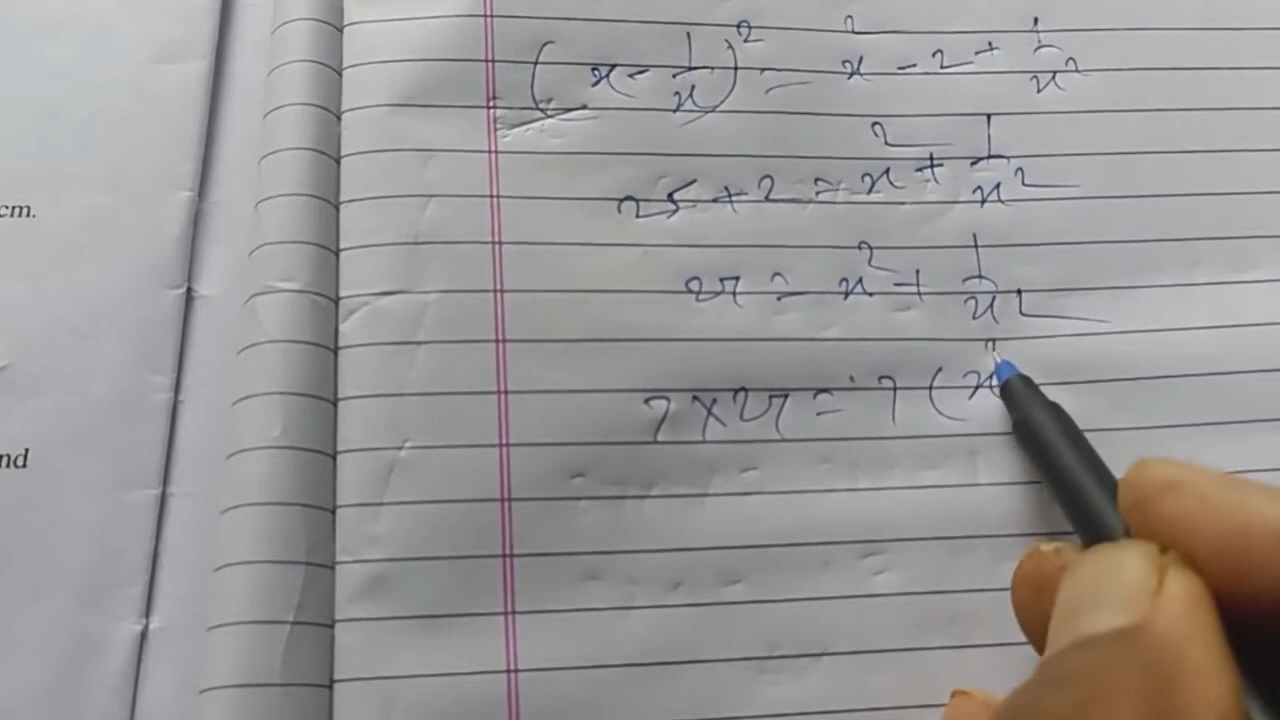 (x - 1/x)² = x² - 2 + 1/x²
cm.
25 + 2 = x² + 1/x²
27 = x² + 1/x²
7 × 27 = 7 (x²
nd